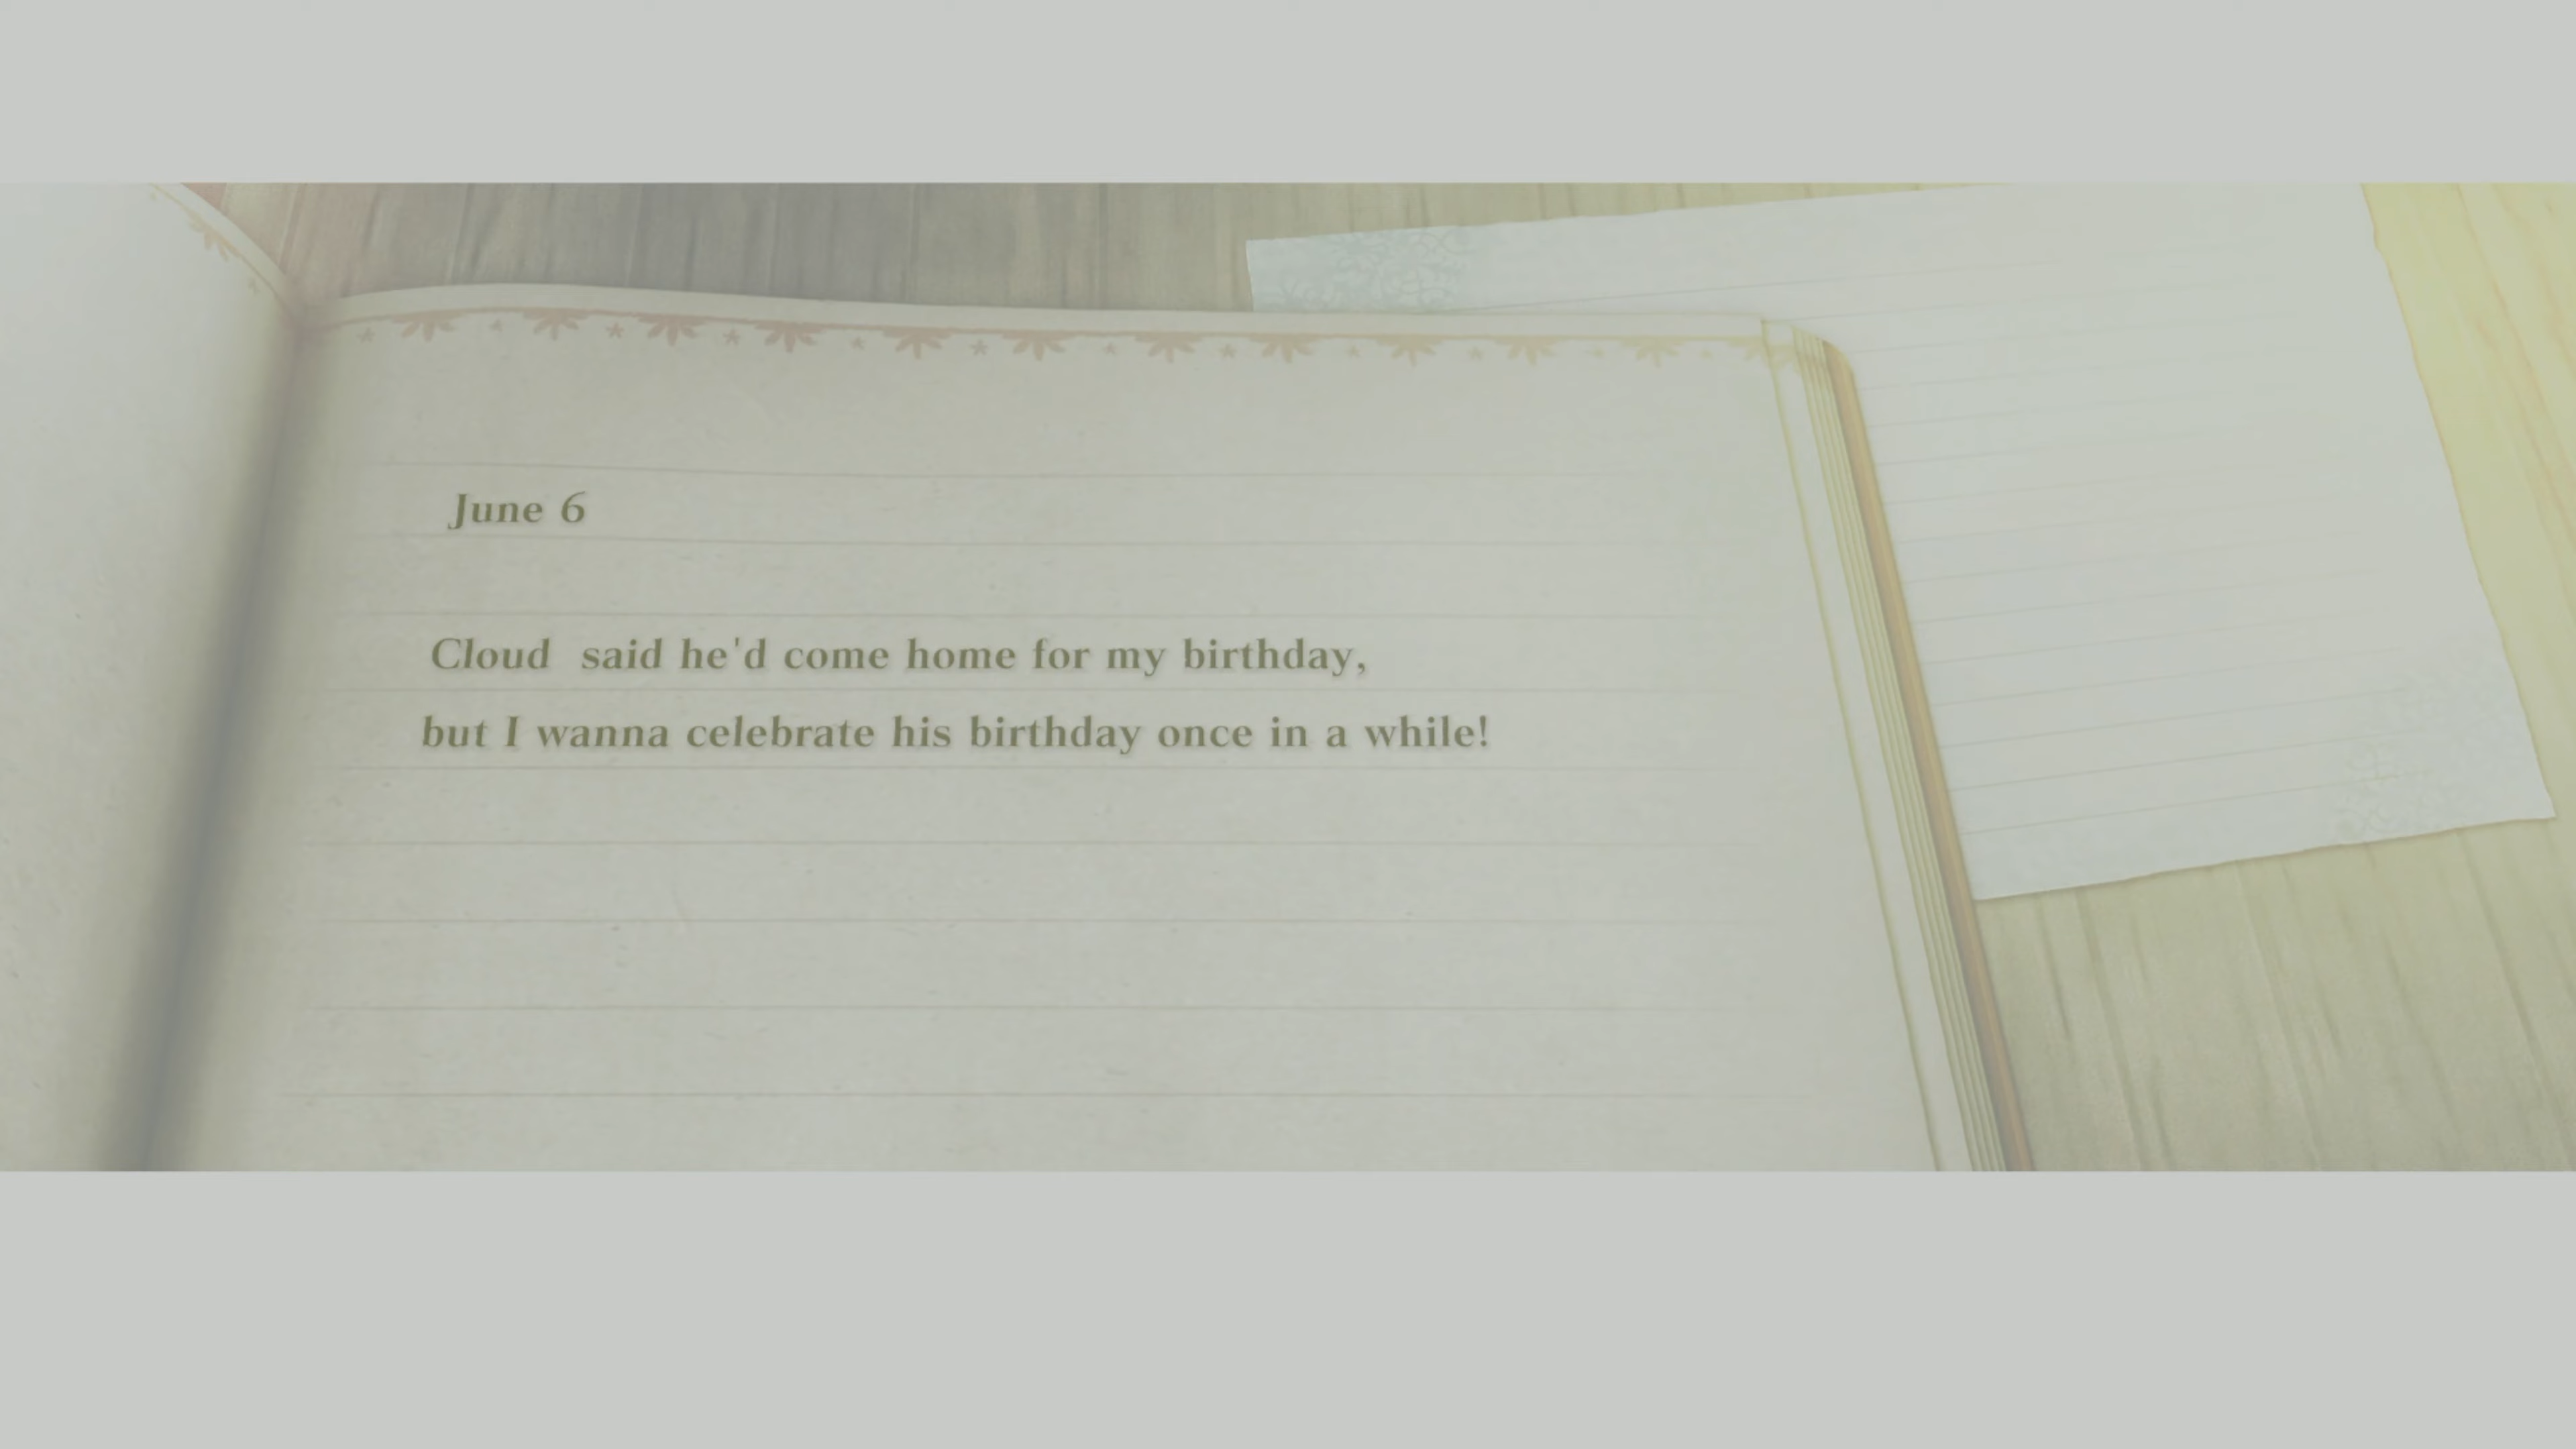 June 6
Cloud said he'd come home for my birthday,
but I wanna celebrate his birthday once in a while!